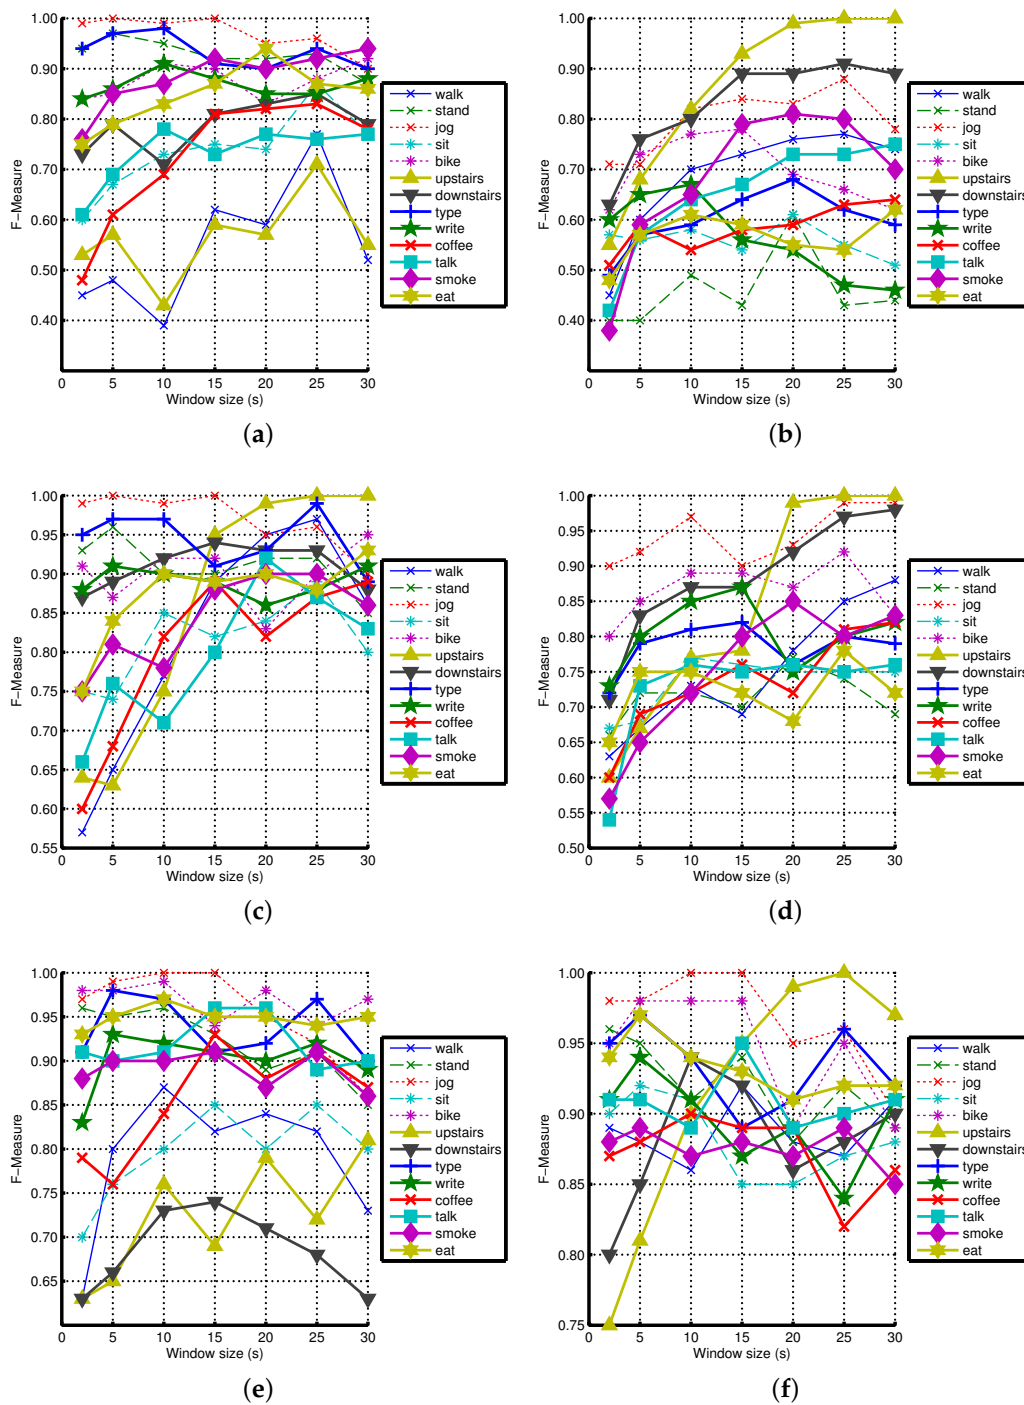 1.00
0.90
0.80
0.70
0.60
0.50
0.40
F−Measure
0 5 10 15 20 25 30
Window size (s)
walk
stand
jog
sit
bike
upstairs
downstairs
type
write
coffee
talk
smoke
eat
(a)
1.00
0.90
0.80
0.70
0.60
0.50
0.40
F−Measure
0 5 10 15 20 25 30
Window size (s)
walk
stand
jog
sit
bike
upstairs
downstairs
type
write
coffee
talk
smoke
eat
(b)
1.00
0.95
0.90
0.85
0.80
0.75
0.70
0.65
0.60
0.55
F−Measure
0 5 10 15 20 25 30
Window size (s)
walk
stand
jog
sit
bike
upstairs
downstairs
type
write
coffee
talk
smoke
eat
(c)
1.00
0.95
0.90
0.85
0.80
0.75
0.70
0.65
0.60
0.55
0.50
F−Measure
0 5 10 15 20 25 30
Window size (s)
walk
stand
jog
sit
bike
upstairs
downstairs
type
write
coffee
talk
smoke
eat
(d)
1.00
0.95
0.90
0.85
0.80
0.75
0.70
0.65
F−Measure
0 5 10 15 20 25 30
Window size (s)
walk
stand
jog
sit
bike
upstairs
downstairs
type
write
coffee
talk
smoke
eat
(e)
1.00
0.95
0.90
0.85
0.80
0.75
F−Measure
0 5 10 15 20 25 30
Window size (s)
walk
stand
jog
sit
bike
upstairs
downstairs
type
write
coffee
talk
smoke
eat
(f)